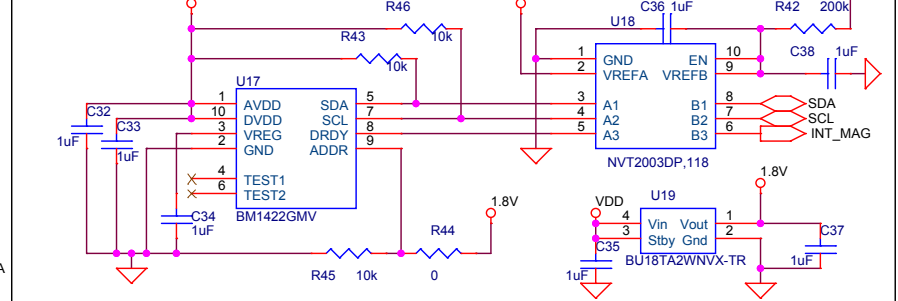 R46
10k
R43
10k
C36 1uF
U18
R42 200k
C38
1uF
1 GND EN 10
2 VREFA VREFB 9
3 A1 B1 8 SDA
4 A2 B2 7 SCL
5 A3 B3 6 INT_MAG
NVT2003DP,118
U17
1 AVDD SDA 5
10 DVDD SCL 7
3 VREG DRDY 8
2 GND ADDR 9
4 TEST1
6 TEST2
BM1422GMV
C32
1uF
C33
1uF
C34
1uF
R45 10k
R44
0
1.8V
VDD
U19
1.8V
4 Vin Vout 1
3 Stby Gnd 2
BU18TA2WNVX-TR
C35
1uF
C37
1uF
A